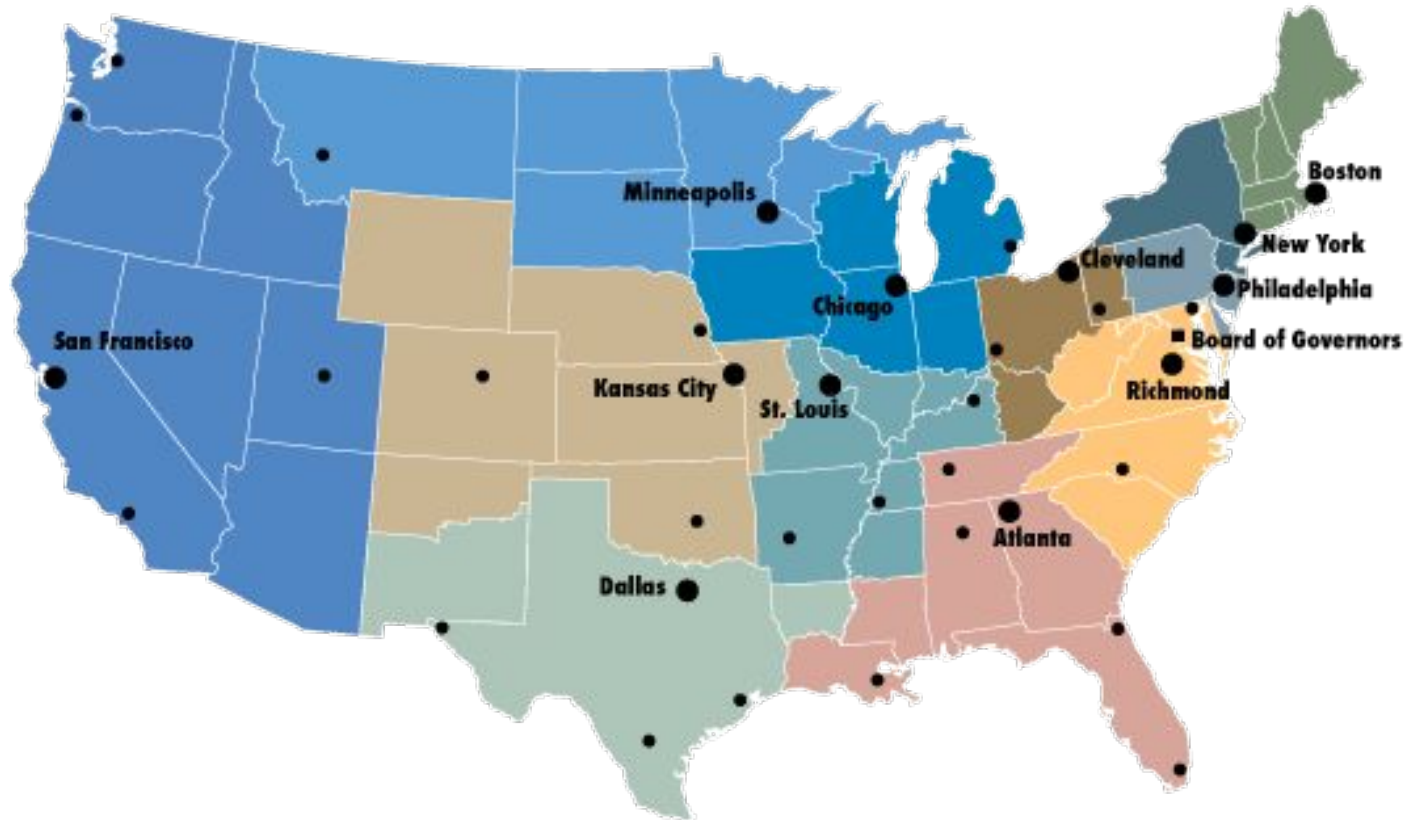 Boston
Minneapolis
New York
Cleveland
Philadelphia
Chicago
San Francisco
Board of Governors
Kansas City
Richmond
St. Louis
Atlanta
Dallas